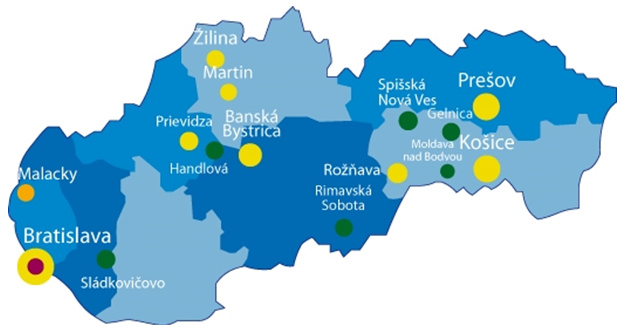 Žilina
Martin
Spišská
Nová Ves
Prešov
Gelnica
Prievidza
Banská
Bystrica
Handlová
Moldava
nad Bodvou
Košice
Rožňava
Malacky
Rimavská
Sobota
Bratislava
Sládkovičovo